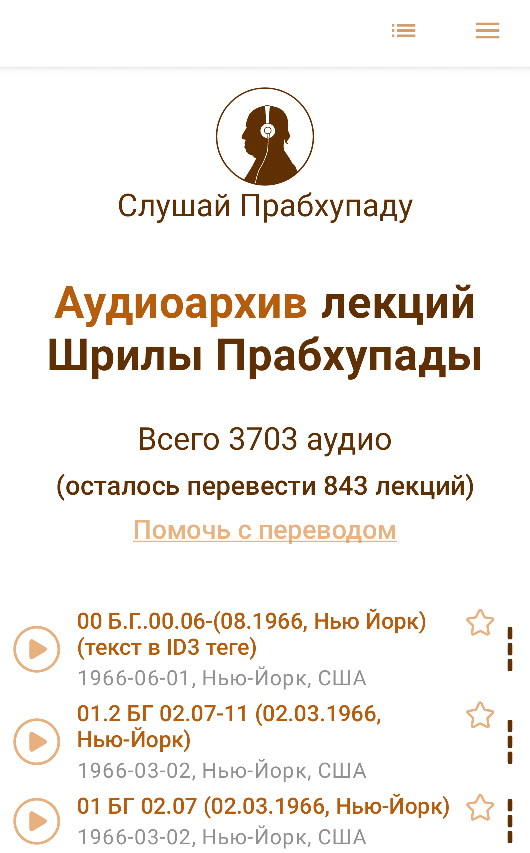 Слушай Прабхупаду
Аудиоархив лекций
Шрилы Прабхупады
Всего 3703 аудио
(осталось перевести 843 лекций)
Помочь с переводом
00 Б.Г..00.06-(08.1966, Нью Йорк)
(текст в ID3 теге)
1966-06-01, Нью-Йорк, США
01.2 БГ 02.07-11 (02.03.1966,
Нью-Йорк)
1966-03-02, Нью-Йорк, США
01 БГ 02.07 (02.03.1966, Нью-Йорк)
1966-03-02, Нью-Йорк, США